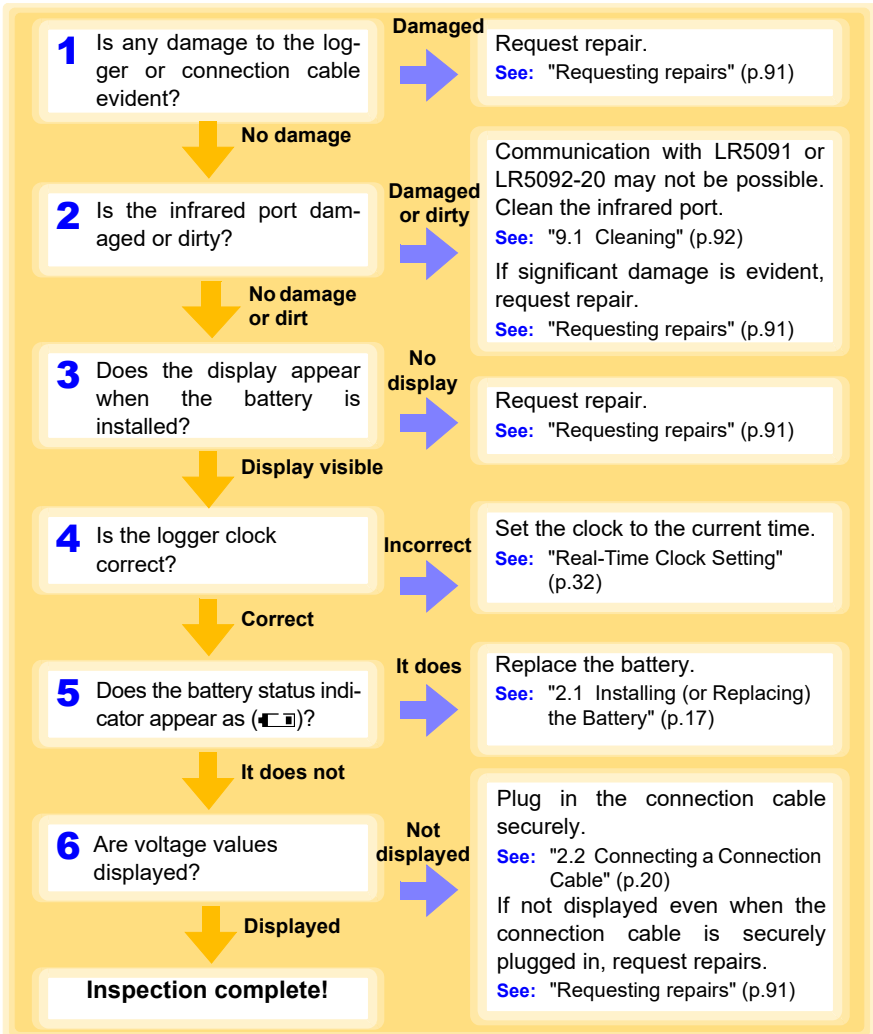 1 Is any damage to the log-
ger or connection cable
evident?
Damaged
Request repair.
See: "Requesting repairs" (p.91)
No damage
2 Is the infrared port dam-
aged or dirty?
Damaged
or dirty
Communication with LR5091 or
LR5092-20 may not be possible.
Clean the infrared port.
See: "9.1 Cleaning" (p.92)
If significant damage is evident,
request repair.
See: "Requesting repairs" (p.91)
No damage
or dirt
3 Does the display appear
when the battery is
installed?
No
display
Request repair.
See: "Requesting repairs" (p.91)
Display visible
4 Is the logger clock
correct?
Incorrect
Set the clock to the current time.
See: "Real-Time Clock Setting"
(p.32)
Correct
5 Does the battery status indi-
cator appear as ( )?
It does
Replace the battery.
See: "2.1 Installing (or Replacing)
the Battery" (p.17)
It does not
6 Are voltage values
displayed?
Not
displayed
Plug in the connection cable
securely.
See: "2.2 Connecting a Connection
Cable" (p.20)
If not displayed even when the
connection cable is securely
plugged in, request repairs.
See: "Requesting repairs" (p.91)
Displayed
Inspection complete!